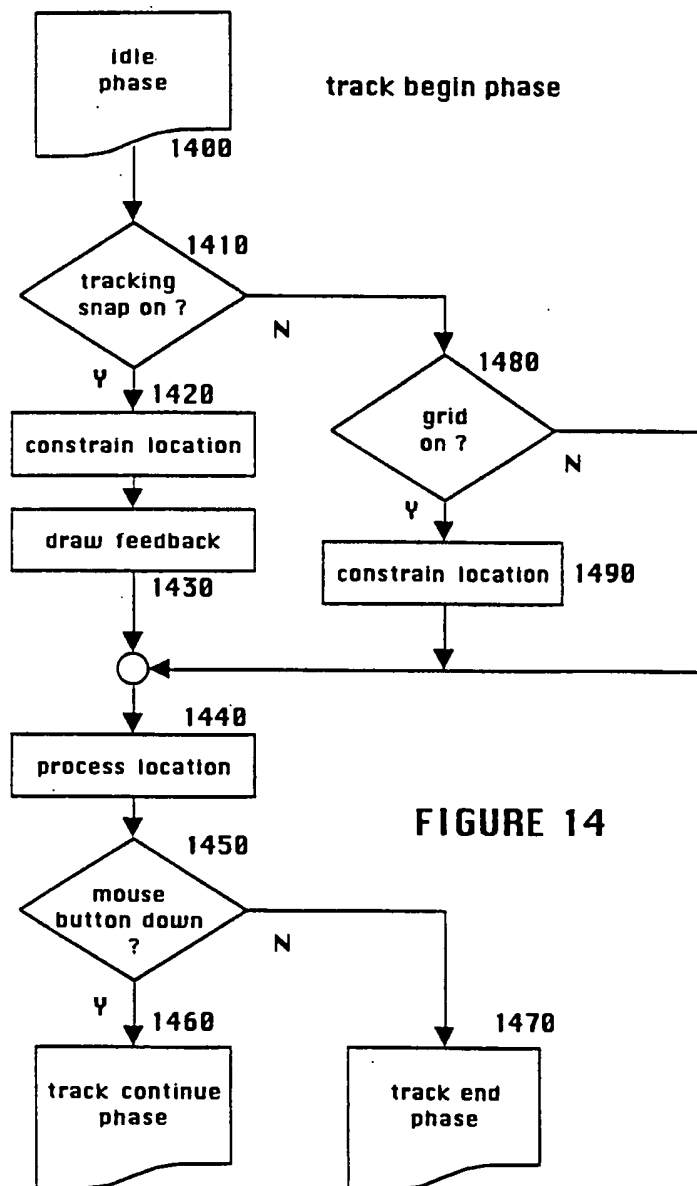 idle
phase
track begin phase
1400
1410
tracking
snap on ?
N
Y
1480
1420
constrain location
grid
on ?
N
Y
draw feedback
1430
constrain location
1490
1440
process location
FIGURE 14
1450
mouse
button down
?
N
Y
1460
1470
track continue
phase
track end
phase